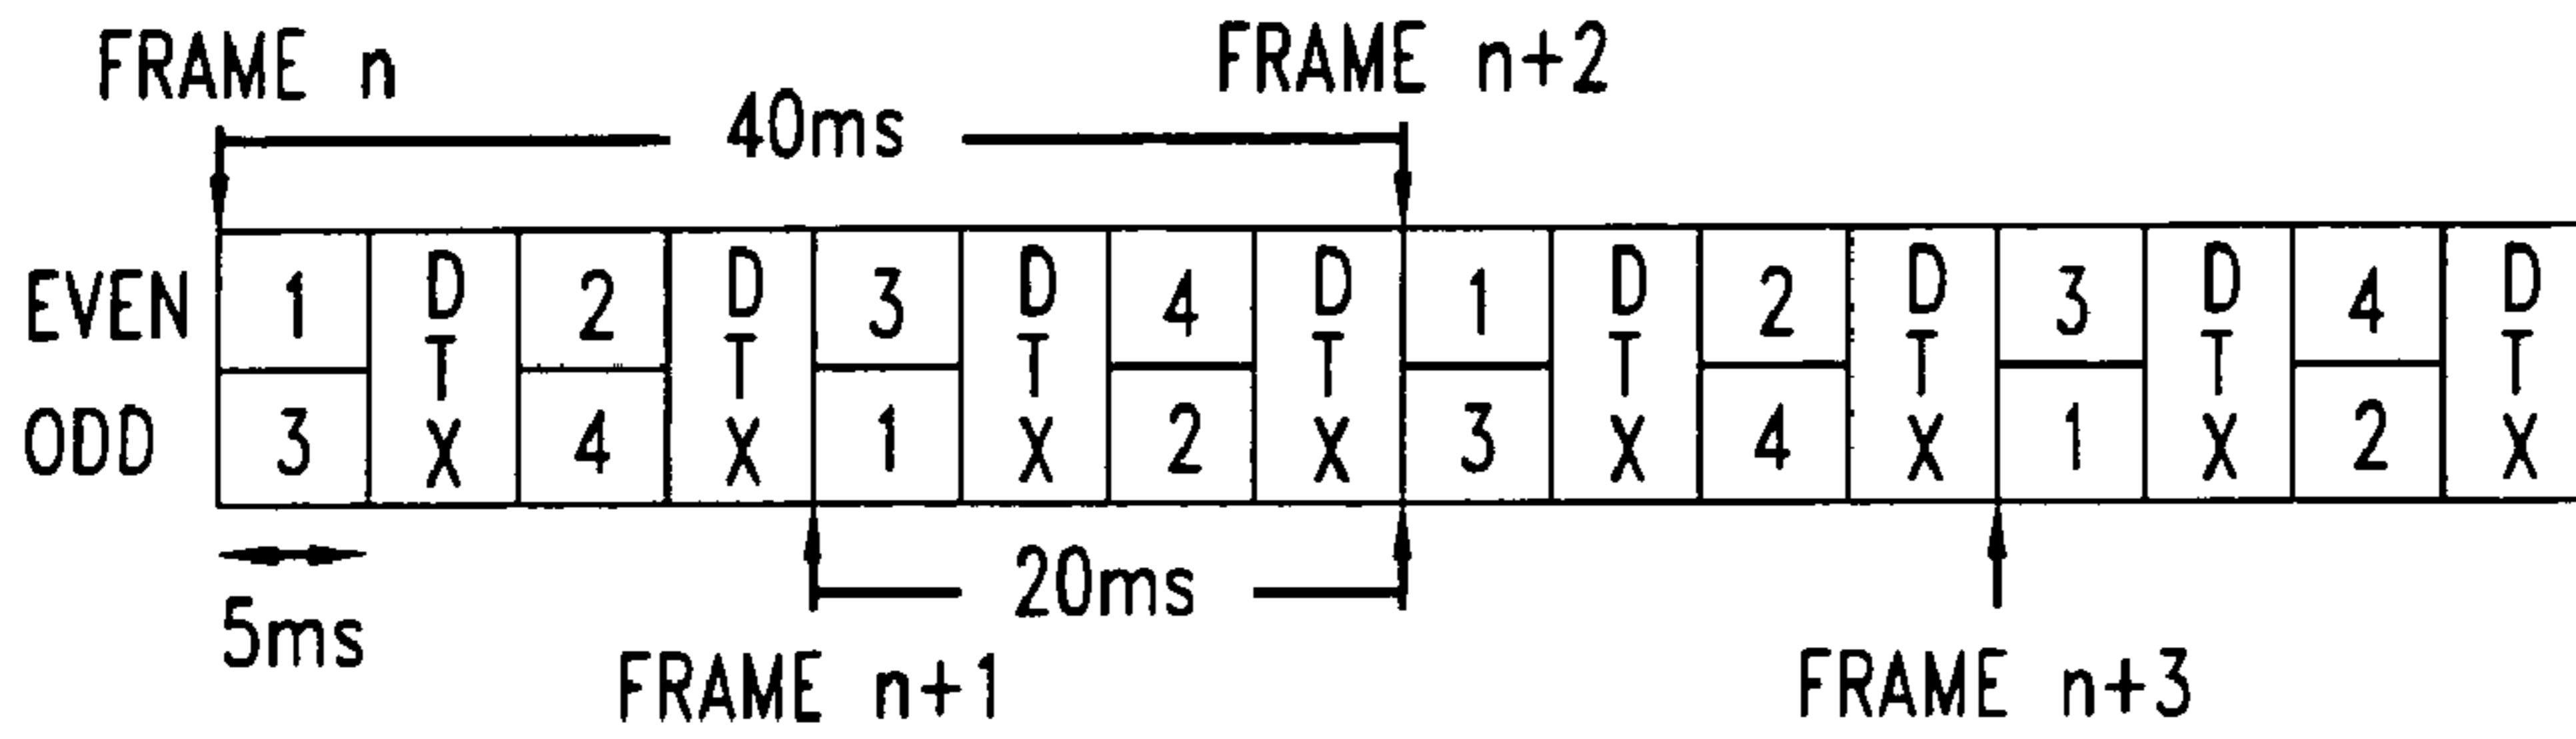 FRAME n
FRAME n+2
40ms
EVEN 1 D T X 2 D T X 3 D T X 4 D T X 1 D T X 2 D T X 3 D T X 4 D T X
ODD 3 4 1 2 3 4 1 2
5ms
20ms
FRAME n+1
FRAME n+3